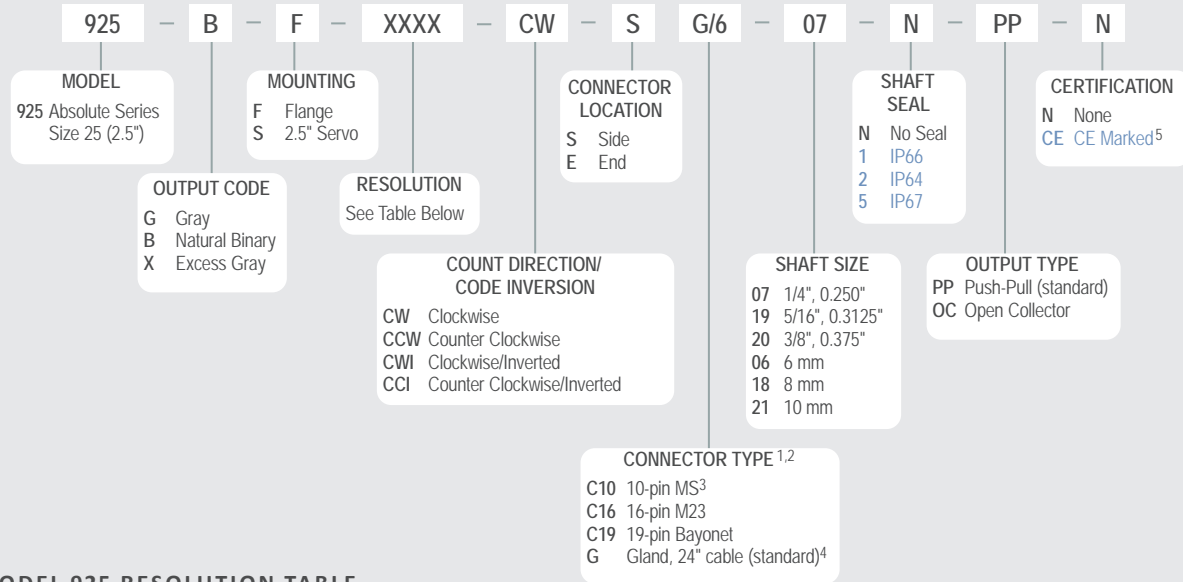 925 – B – F – XXXX – CW – S G/6 – 07 – N – PP – N
MODEL
925 Absolute Series
Size 25 (2.5")
OUTPUT CODE
G Gray
B Natural Binary
X Excess Gray
MOUNTING
F Flange
S 2.5" Servo
RESOLUTION
See Table Below
COUNT DIRECTION/
CODE INVERSION
CW Clockwise
CCW Counter Clockwise
CWI Clockwise/Inverted
CCI Counter Clockwise/Inverted
CONNECTOR
LOCATION
S Side
E End
CONNECTOR TYPE 1,2
C10 10-pin MS3
C16 16-pin M23
C19 19-pin Bayonet
G Gland, 24" cable (standard)4
SHAFT SIZE
07 1/4", 0.250"
19 5/16", 0.3125"
20 3/8", 0.375"
06 6 mm
18 8 mm
21 10 mm
SHAFT
SEAL
N No Seal
1 IP66
2 IP64
5 IP67
OUTPUT TYPE
PP Push-Pull (standard)
OC Open Collector
CERTIFICATION
N None
CE CE Marked5
925 RESOLUTION TABLE